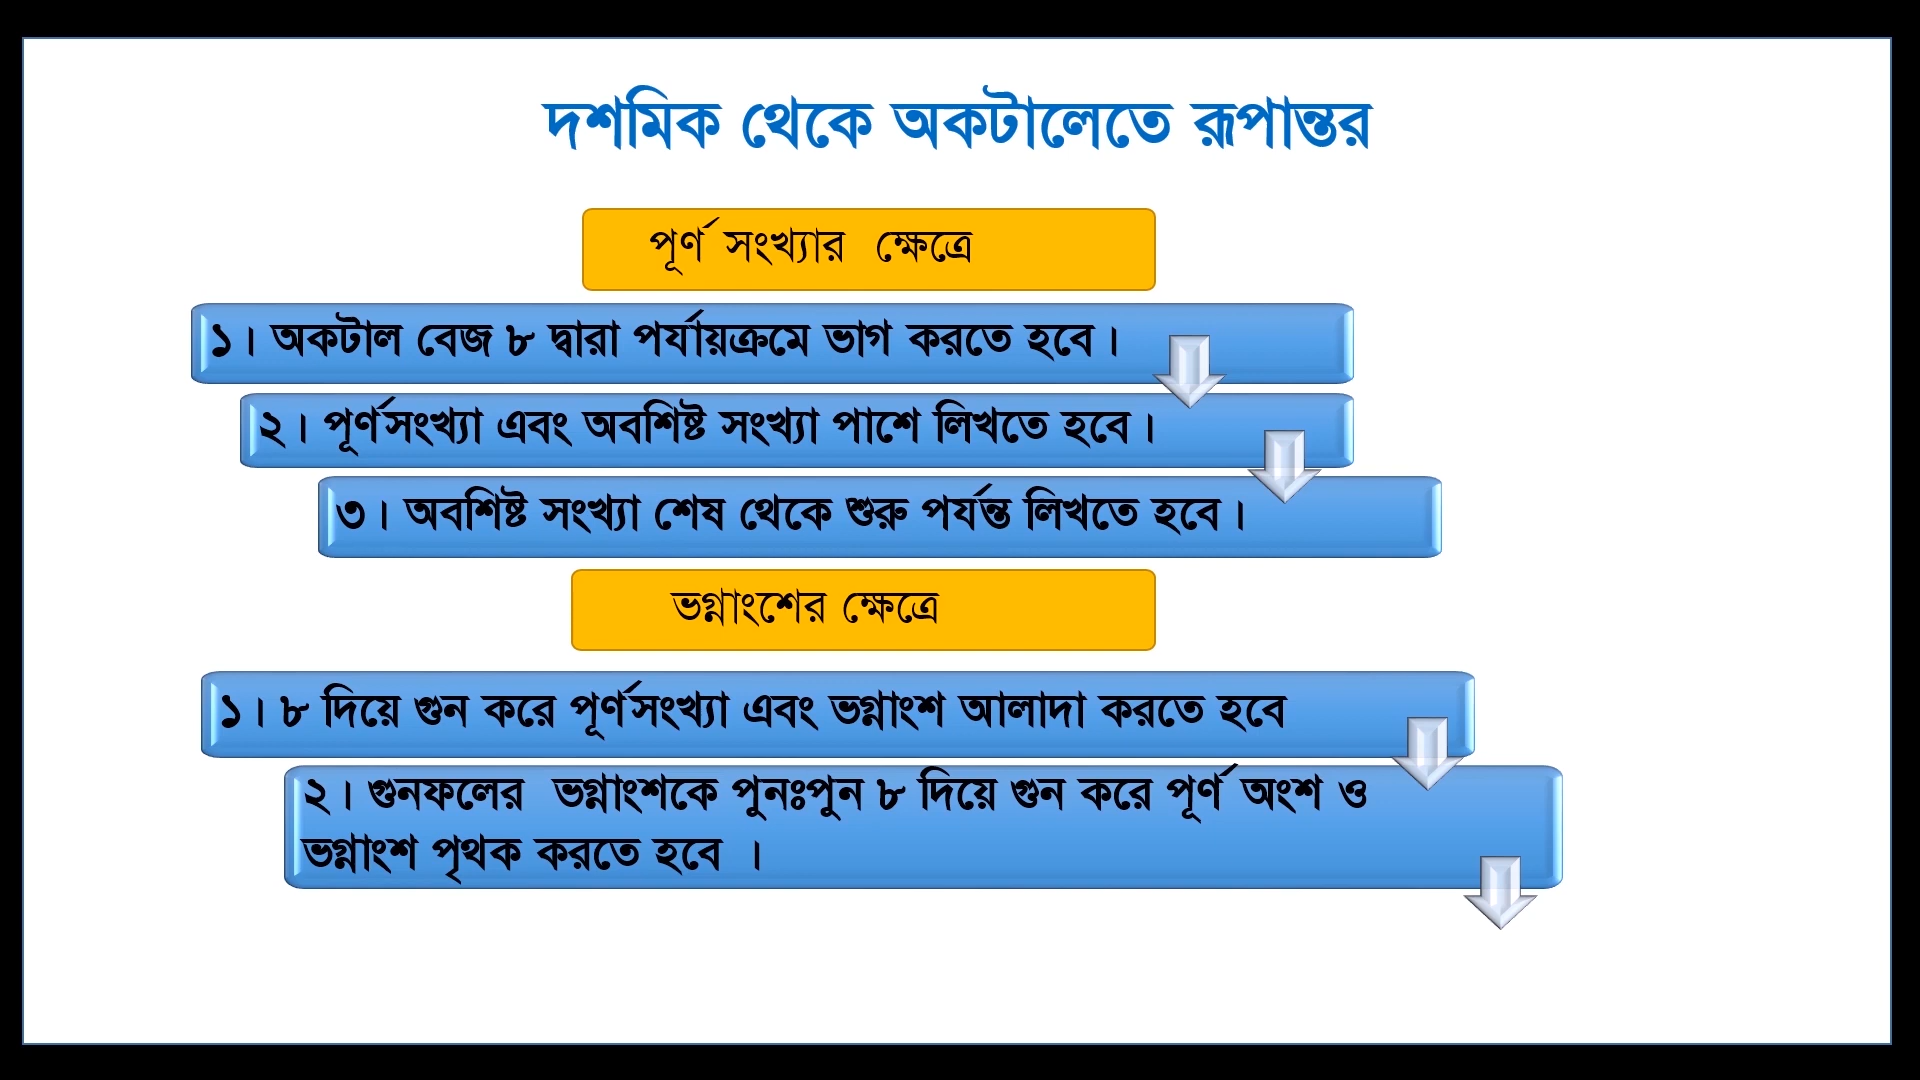 দশমিক থেকে অকটালেতে রূপান্তর
পূর্ণ সংখ্যার ক্ষেত্রে
১। অকটাল বেজ ৮ দ্বারা পর্যায়ক্রমে ভাগ করতে হবে।
২। পূর্ণসংখ্যা এবং অবশিষ্ট সংখ্যা পাশে লিখতে হবে।
৩। অবশিষ্ট সংখ্যা শেষ থেকে শুরু পর্যন্ত লিখতে হবে।
ভগ্নাংশের ক্ষেত্রে
১। ৮ দিয়ে গুন করে পূর্ণসংখ্যা এবং ভগ্নাংশ আলাদা করতে হবে
২। গুনফলের ভগ্নাংশকে পুনঃপুন ৮ দিয়ে গুন করে পূর্ণ অংশ ও
ভগ্নাংশ পৃথক করতে হবে ।